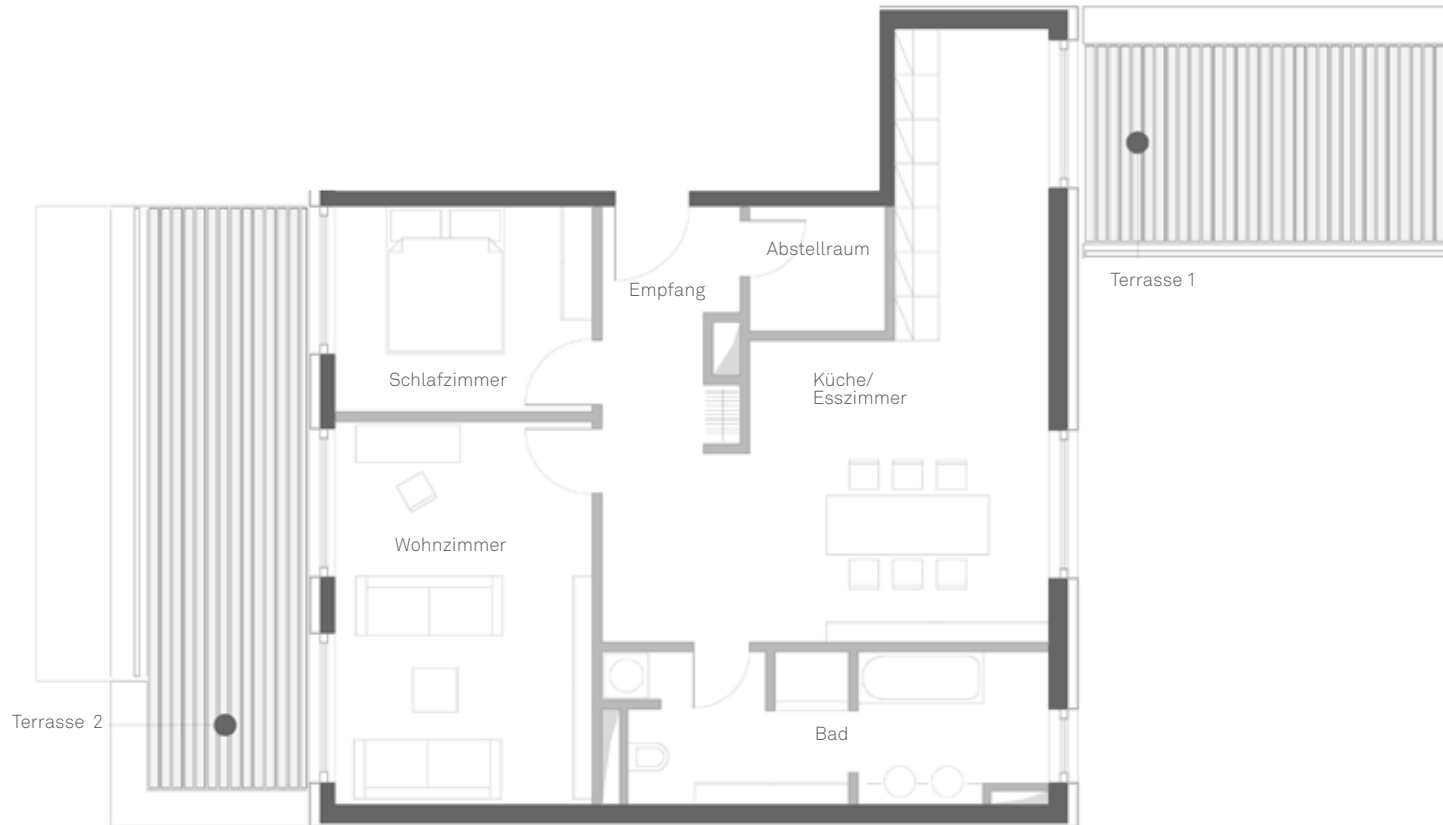 Abstellraum
Empfang
Terrasse 1
Schlafzimmer
Küche/
Esszimmer
Wohnzimmer
Terrasse 2
Bad